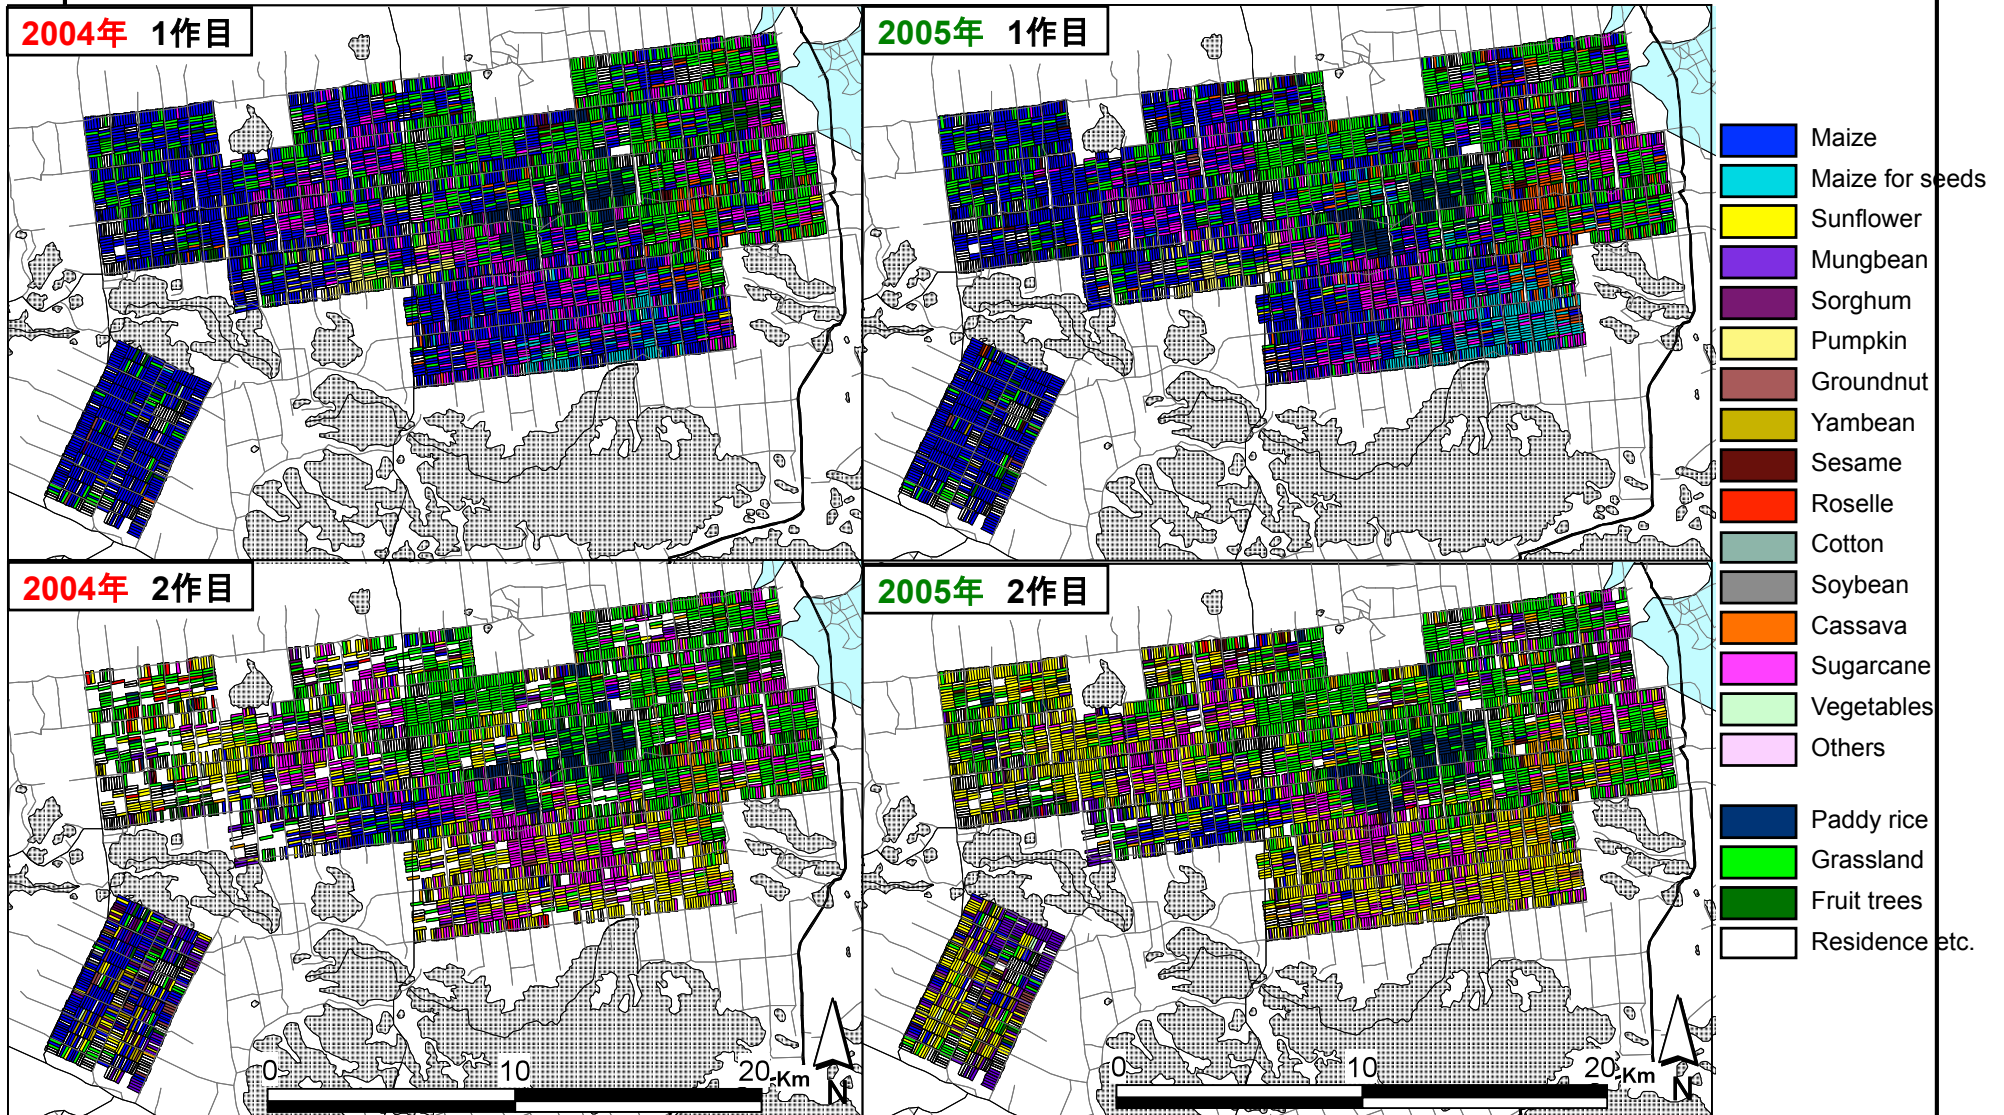 2004年 1作目
2005年 1作目
2004年 2作目
2005年 2作目
0 10 20 Km
N
0 10 20 Km
N
Maize
Maize for seeds
Sunflower
Mungbean
Sorghum
Pumpkin
Groundnut
Yambean
Sesame
Roselle
Cotton
Soybean
Cassava
Sugarcane
Vegetables
Others
Paddy rice
Grassland
Fruit trees
Residence etc.